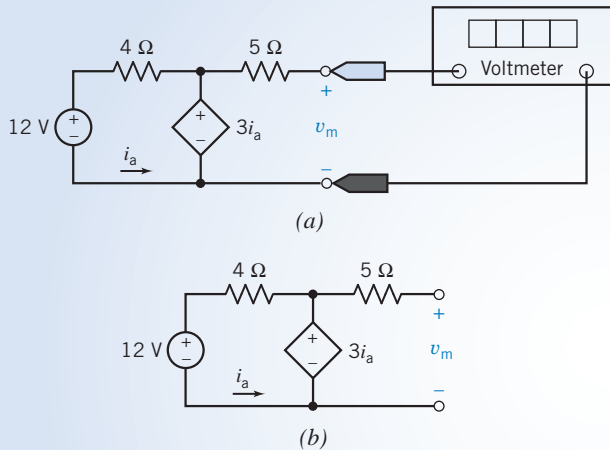 4 Ω 5 Ω Voltmeter
12 V + − + − 3iₐ + vₘ −
iₐ
(a)
4 Ω 5 Ω
12 V + − + − 3iₐ + vₘ −
iₐ
(b)